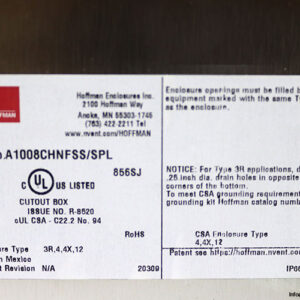 HOFFMAN
Hoffman Enclosures Inc.
2100 Hoffman Way
Anoka, MN 55303-1745
(763) 422-2211 Tel
www.nvent.com/HOFFMAN
A1008CHNFSS/SPL
856SJ
C UL US LISTED
CUTOUT BOX
ISSUE NO. R-8520
cUL CSA - C22.2 No. 94
RoHS
Type 3R,4,4X,12
Mexico
Revision N/A 20309
Enclosure openings must be filled b
equipment marked with the same T
as the enclosure.
NOTICE: For Type 3R applications, d
.25 inch dia. drain holes in opposite
corners of the bottom.
To meet CSA grounding requirement
grounding kit Hoffman catalog numbe
CSA Enclosure Type
4,4X,12
Patent see https://hoffman.nvent.com
IP66